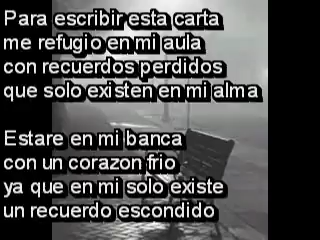 Para escribir esta carta
me refugio en mi aula
con recuerdos perdidos
que solo existen en mi alma
Estare en mi banca
con un corazon frio
ya que en mi solo existe
un recuerdo escondido